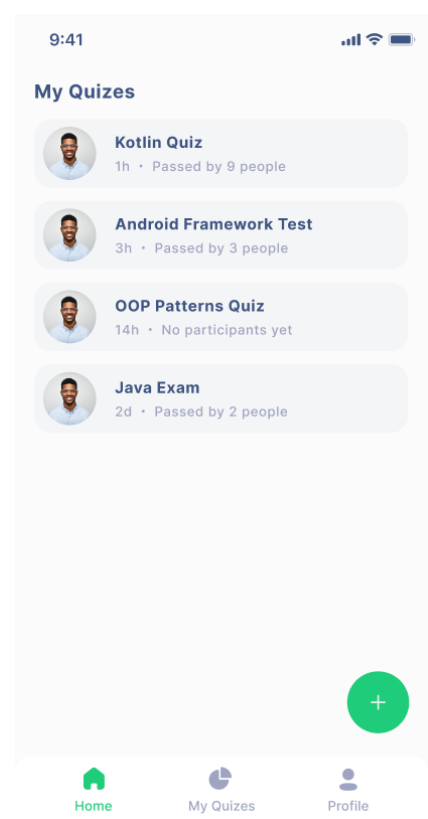 9:41
My Quizes
Kotlin Quiz
1h • Passed by 9 people
Android Framework Test
3h • Passed by 3 people
OOP Patterns Quiz
14h • No participants yet
Java Exam
2d • Passed by 2 people
+
Home My Quizes Profile